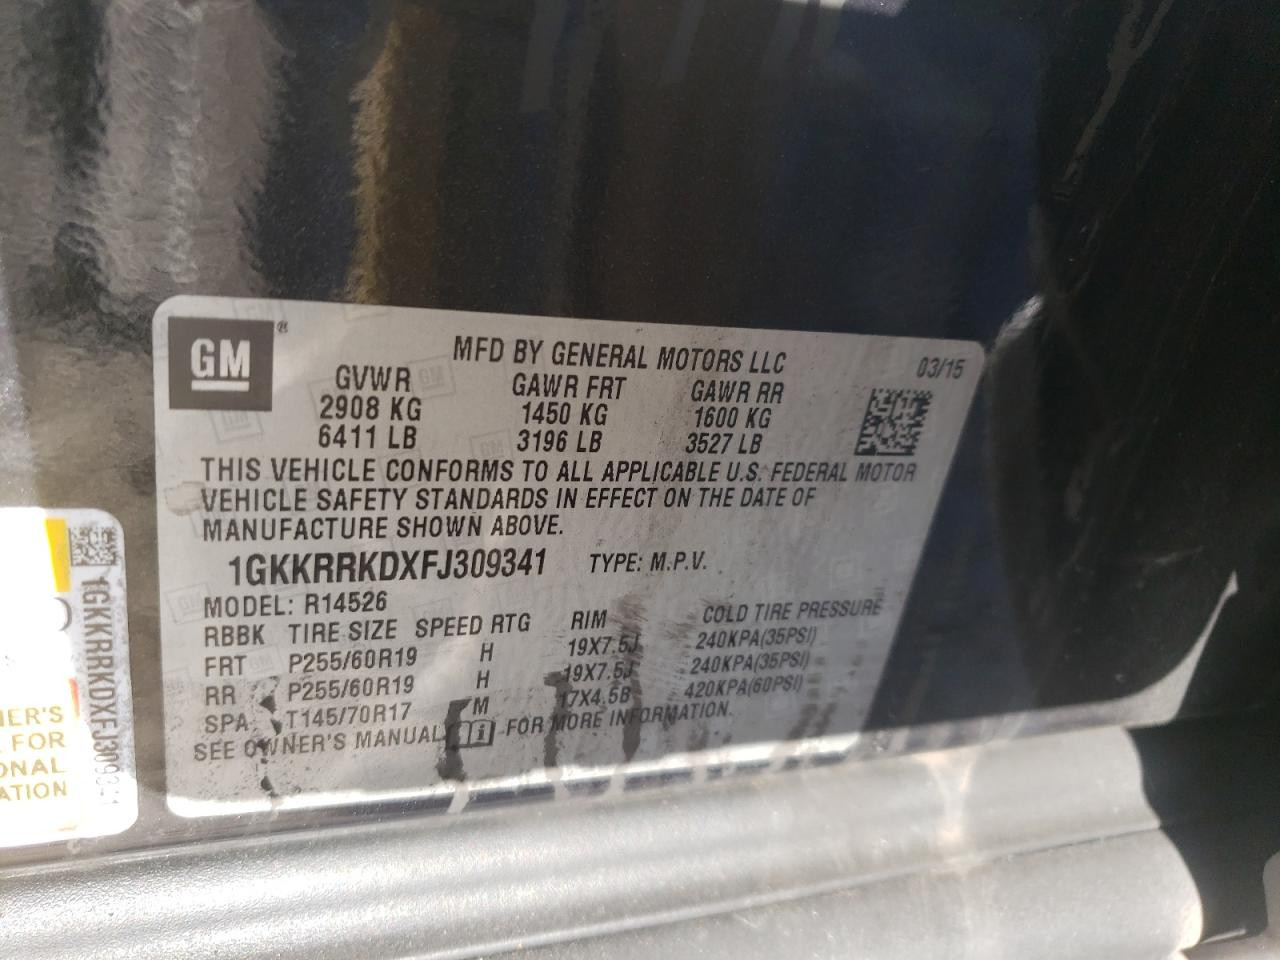 GM®
MFD BY GENERAL MOTORS LLC
03/15
GVWR GAWR FRT GAWR RR
2908 KG 1450 KG 1600 KG
6411 LB 3196 LB 3527 LB
THIS VEHICLE CONFORMS TO ALL APPLICABLE U.S. FEDERAL MOTOR
VEHICLE SAFETY STANDARDS IN EFFECT ON THE DATE OF
MANUFACTURE SHOWN ABOVE.
1GKKRRKDXFJ309341 TYPE: M.P.V.
MODEL: R14526
RBBK TIRE SIZE SPEED RTG RIM COLD TIRE PRESSURE
FRT P255/60R19 H 19X7.5J 240KPA(35PSI)
RR P255/60R19 H 19X7.5J 240KPA(35PSI)
SPA T145/70R17 M 17X4.5B 420KPA(60PSI)
SEE OWNER'S MANUAL FOR MORE INFORMATION.
1GKKRRKDXFJ309341
NER'S
FOR
ONAL
ATION